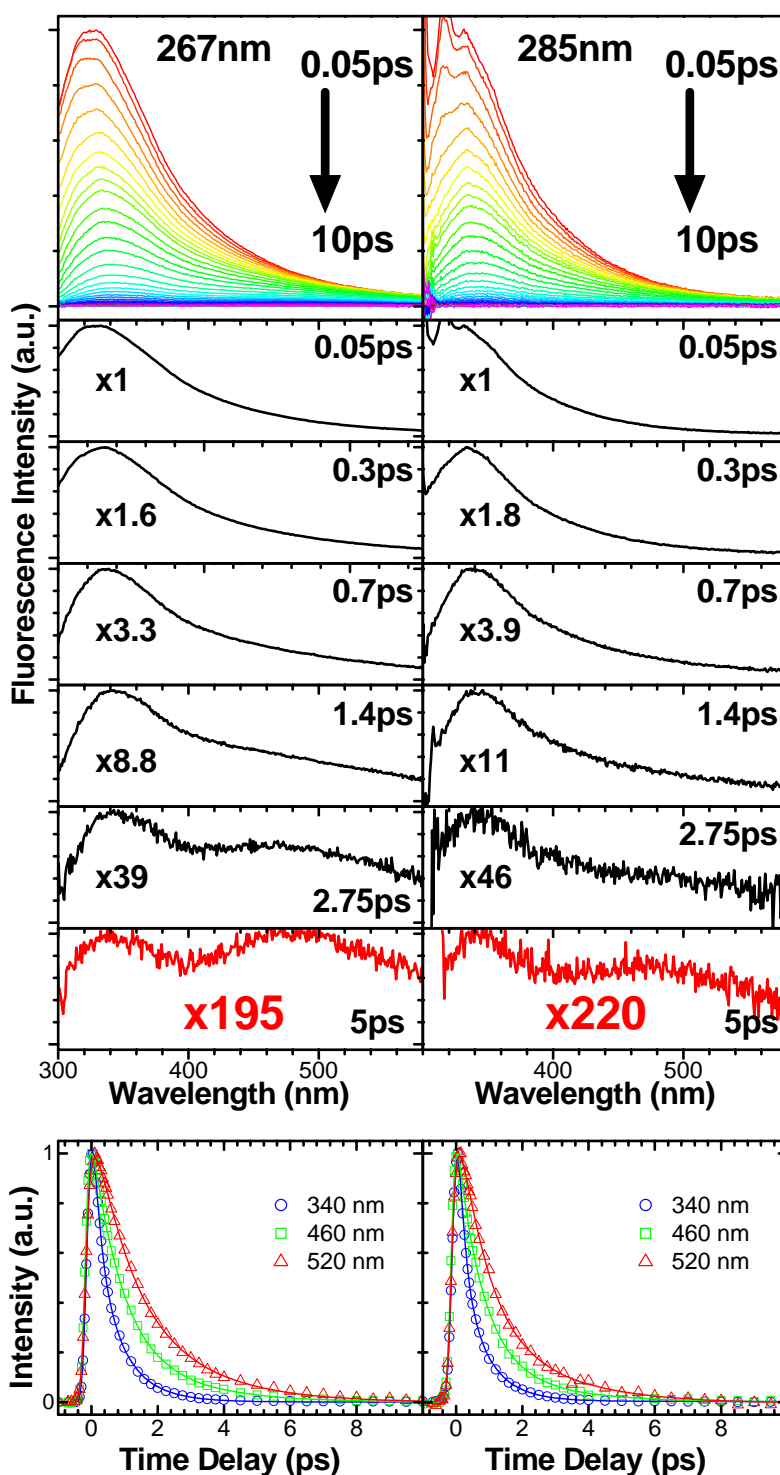 267nm
0.05ps
10ps
285nm
0.05ps
10ps
Fluorescence Intensity (a.u.)
0.05ps
x1
0.05ps
x1
0.3ps
x1.6
0.3ps
x1.8
0.7ps
x3.3
0.7ps
x3.9
1.4ps
x8.8
1.4ps
x11
x39
2.75ps
2.75ps
x46
x195
5ps
x220
5ps
300 400 500
400 500
Wavelength (nm)
Wavelength (nm)
Intensity (a.u.)
1
0
340 nm
460 nm
520 nm
340 nm
460 nm
520 nm
0 2 4 6 8
0 2 4 6 8
Time Delay (ps)
Time Delay (ps)